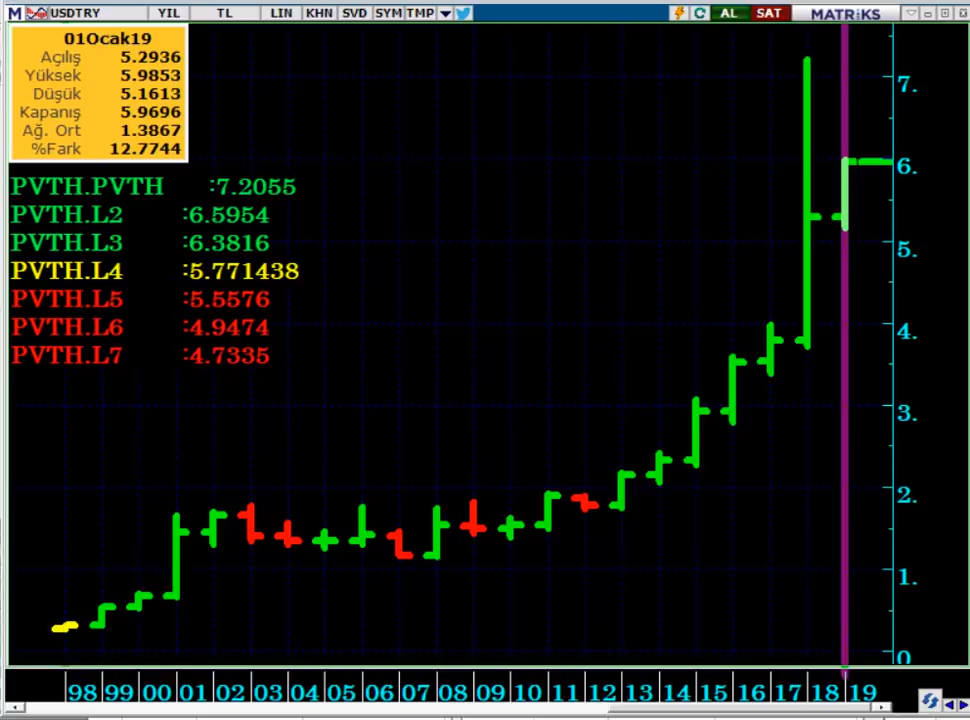 M USDTRY YIL TL LIN KHN SVD SYM TMP AL SAT MATRiKS
01Ocak19
Açılış 5.2936
Yüksek 5.9853
Düşük 5.1613
Kapanış 5.9696
Ağ. Ort 1.3867
%Fark 12.7744
PVTH.PVTH :7.2055
PVTH.L2 :6.5954
PVTH.L3 :6.3816
PVTH.L4 :5.771438
PVTH.L5 :5.5576
PVTH.L6 :4.9474
PVTH.L7 :4.7335
7.
6.
5.
4.
3.
2.
1.
0
98 99 00 01 02 03 04 05 06 07 08 09 10 11 12 13 14 15 16 17 18 19